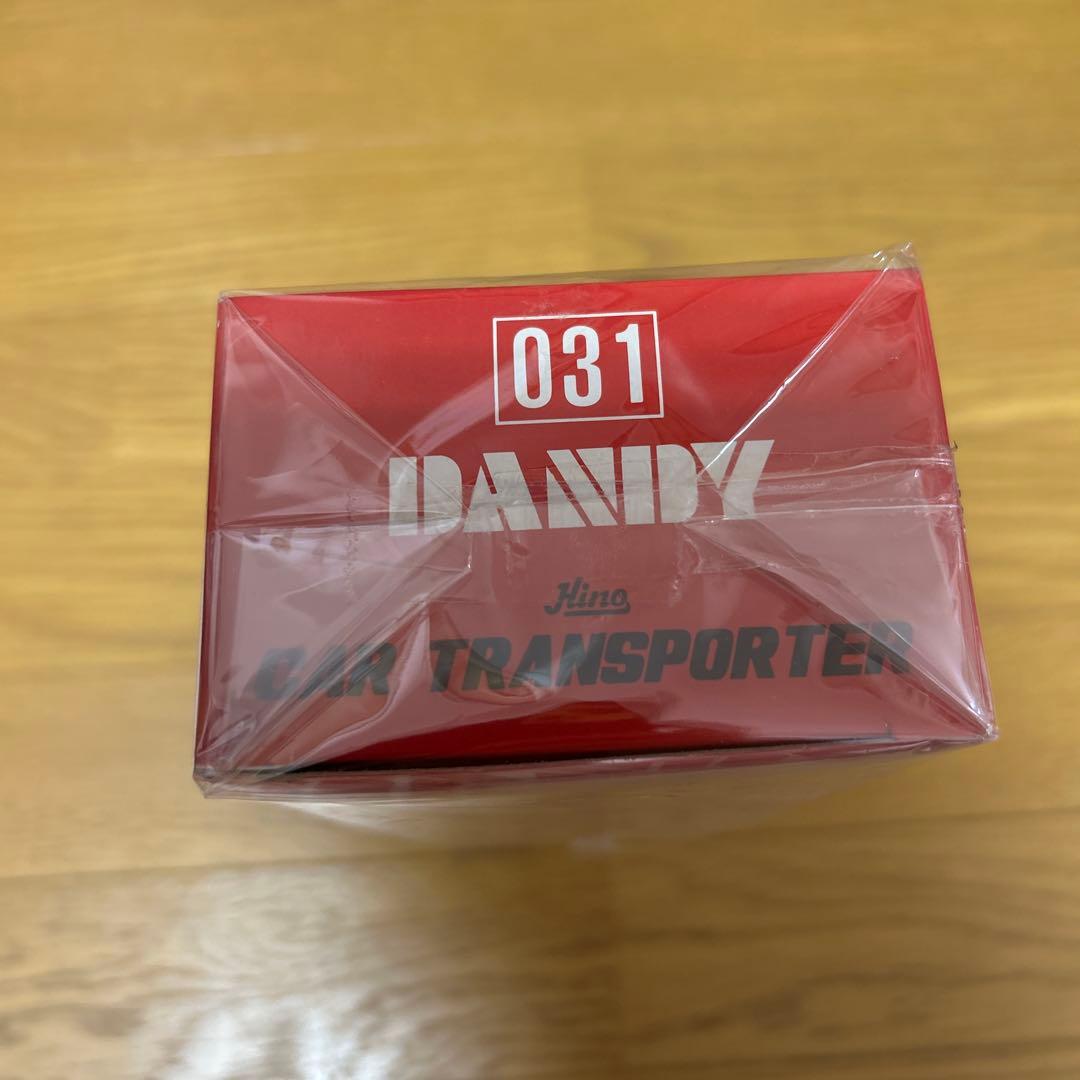 031
DANDY
Hino
CAR TRANSPORTER